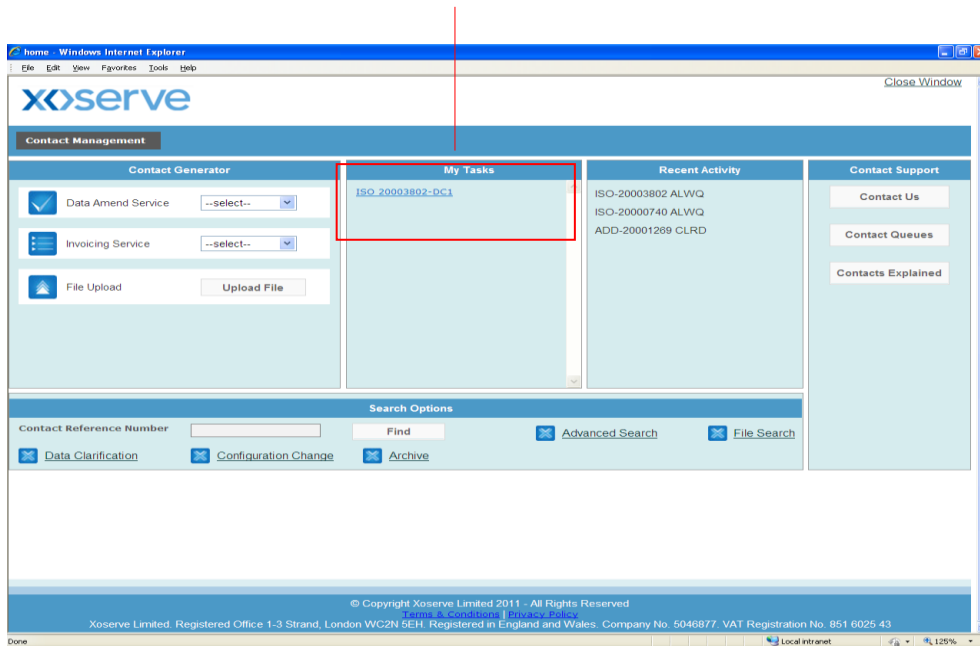 home - Windows Internet Explorer
File Edit View Favorites Tools Help
Close Window
xoserve
Contact Management
Contact Generator
Data Amend Service --select--
Invoicing Service --select--
File Upload Upload File
My Tasks
ISO 20003802-DC1
Recent Activity
ISO-20003802 ALWQ
ISO-20000740 ALWQ
ADD-20001269 CLRD
Contact Support
Contact Us
Contact Queues
Contacts Explained
Search Options
Contact Reference Number Find Advanced Search File Search
Data Clarification Configuration Change Archive
© Copyright Xoserve Limited 2011 - All Rights Reserved
Terms & Conditions | Privacy Policy
Xoserve Limited. Registered Office 1-3 Strand, London WC2N 5EH. Registered in England and Wales. Company No. 5046877. VAT Registration No. 851 6025 43
Done Local intranet 125%